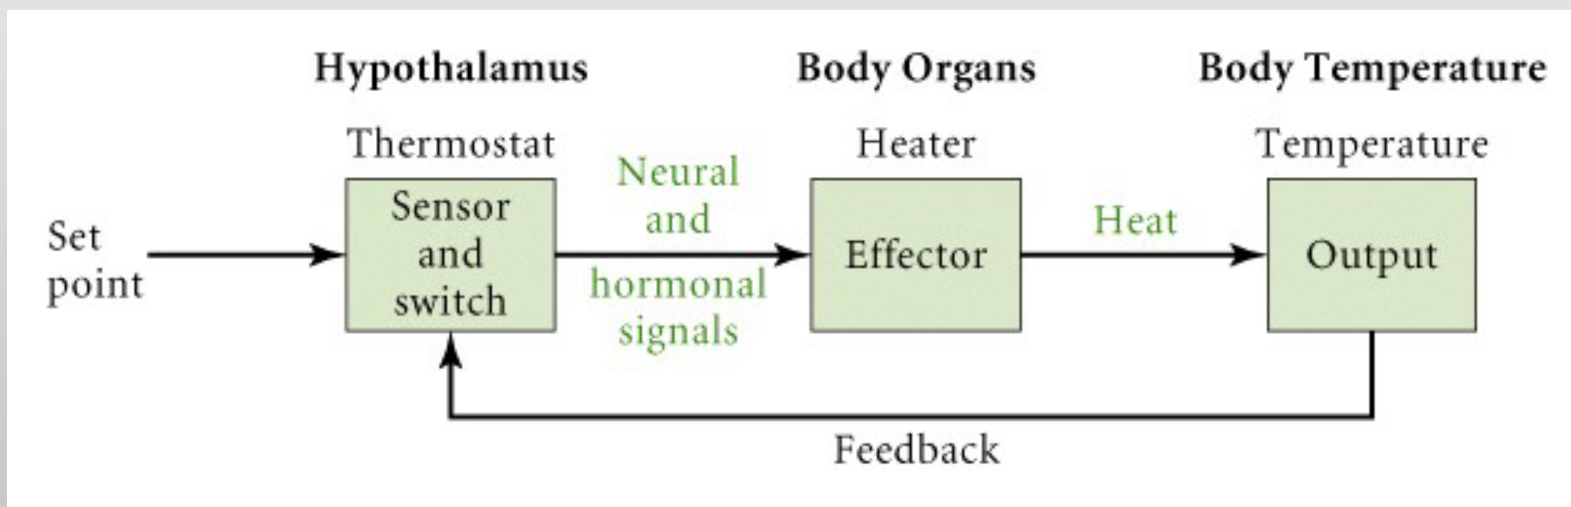 Hypothalamus
Body Organs
Body Temperature
Thermostat
Heater
Temperature
Set
point
Sensor
and
switch
Neural
and
hormonal
signals
Effector
Heat
Output
Feedback